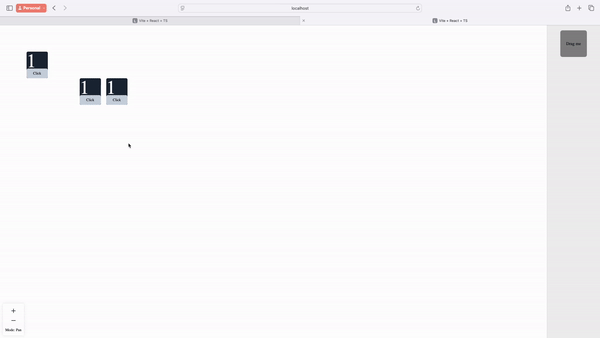 Personal
localhost
Vite + React + TS
Vite + React + TS
1
Click
1
Click
1
Click
Drag me
+
−
Mode: Pan